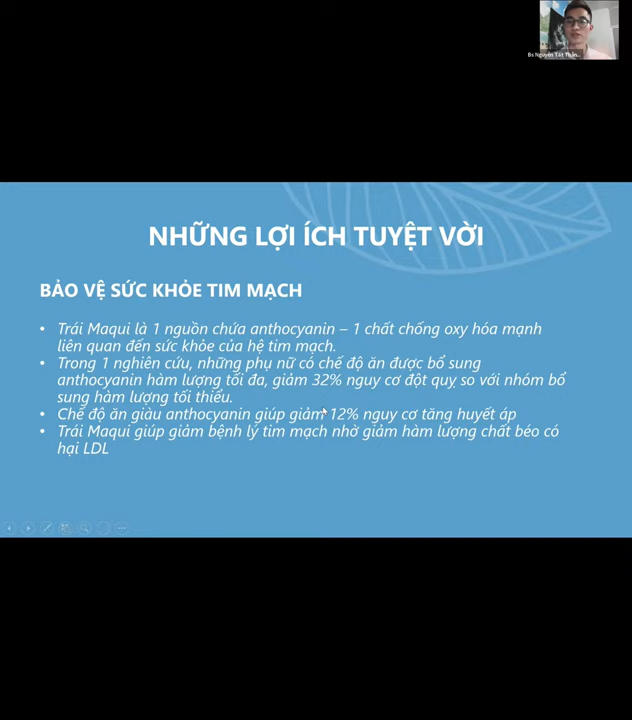 Bs Nguyễn Tất Thắn...
NHỮNG LỢI ÍCH TUYỆT VỜI
BẢO VỆ SỨC KHỎE TIM MẠCH
• Trái Maqui là 1 nguồn chứa anthocyanin – 1 chất chống oxy hóa mạnh
liên quan đến sức khỏe của hệ tim mạch.
• Trong 1 nghiên cứu, những phụ nữ có chế độ ăn được bổ sung
anthocyanin hàm lượng tối đa, giảm 32% nguy cơ đột quỵ so với nhóm bổ
sung hàm lượng tối thiểu.
• Chế độ ăn giàu anthocyanin giúp giảm 12% nguy cơ tăng huyết áp
• Trái Maqui giúp giảm bệnh lý tim mạch nhờ giảm hàm lượng chất béo có
hại LDL